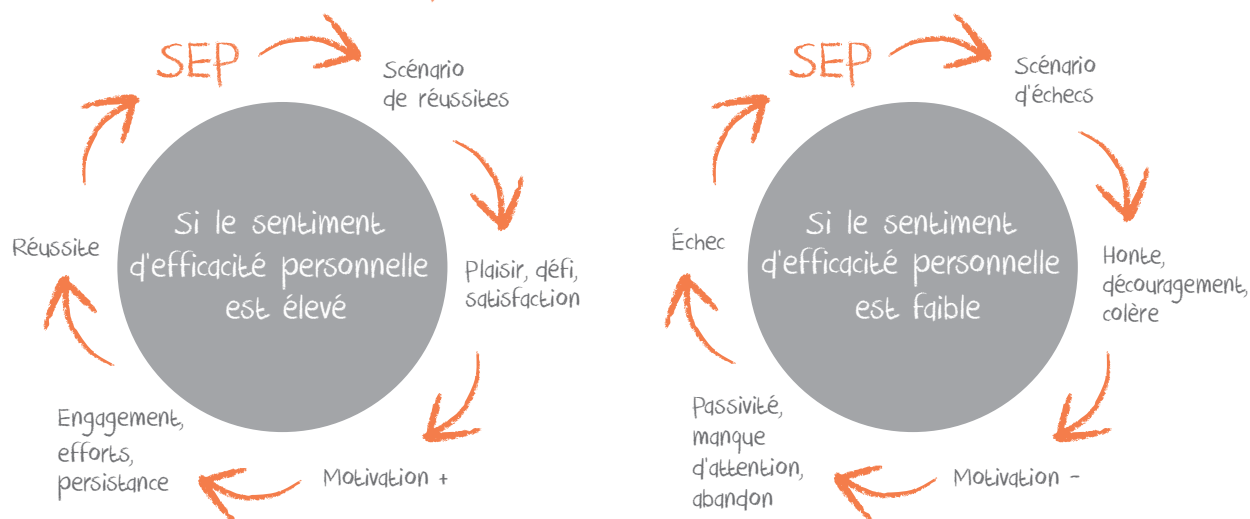 SEP
Scénario
de réussites
Plaisir, défi,
satisfaction
Motivation +
Engagement,
efforts,
persistance
Réussite
Si le sentiment
d'efficacité personnelle
est élevé
SEP
Scénario
d'échecs
Honte,
découragement,
colère
Motivation -
Passivité,
manque
d'attention,
abandon
Échec
Si le sentiment
d'efficacité personnelle
est faible